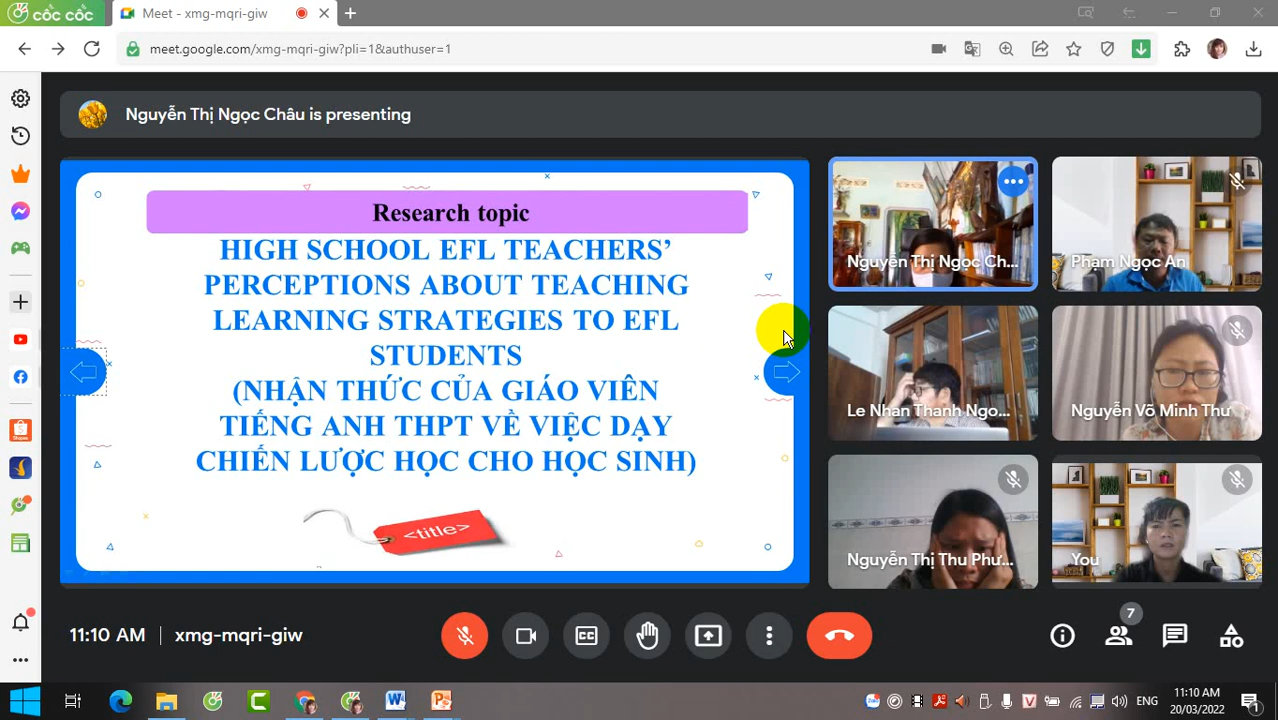 cốc cốc
Meet - xmg-mqri-giw
meet.google.com/xmg-mqri-giw?pli=1&authuser=1
Nguyễn Thị Ngọc Châu is presenting
Research topic
HIGH SCHOOL EFL TEACHERS’
PERCEPTIONS ABOUT TEACHING
LEARNING STRATEGIES TO EFL
STUDENTS
(NHẬN THỨC CỦA GIÁO VIÊN
TIẾNG ANH THPT VỀ VIỆC DẠY
CHIẾN LƯỢC HỌC CHO HỌC SINH)
<title>
Nguyễn Thị Ngọc Ch...
Phạm Ngọc An
Le Nhan Thanh Ngo...
Nguyễn Võ Minh Thư
Nguyễn Thị Thu Phư...
You
11:10 AM | xmg-mqri-giw
7
ENG
11:10 AM
20/03/2022
1